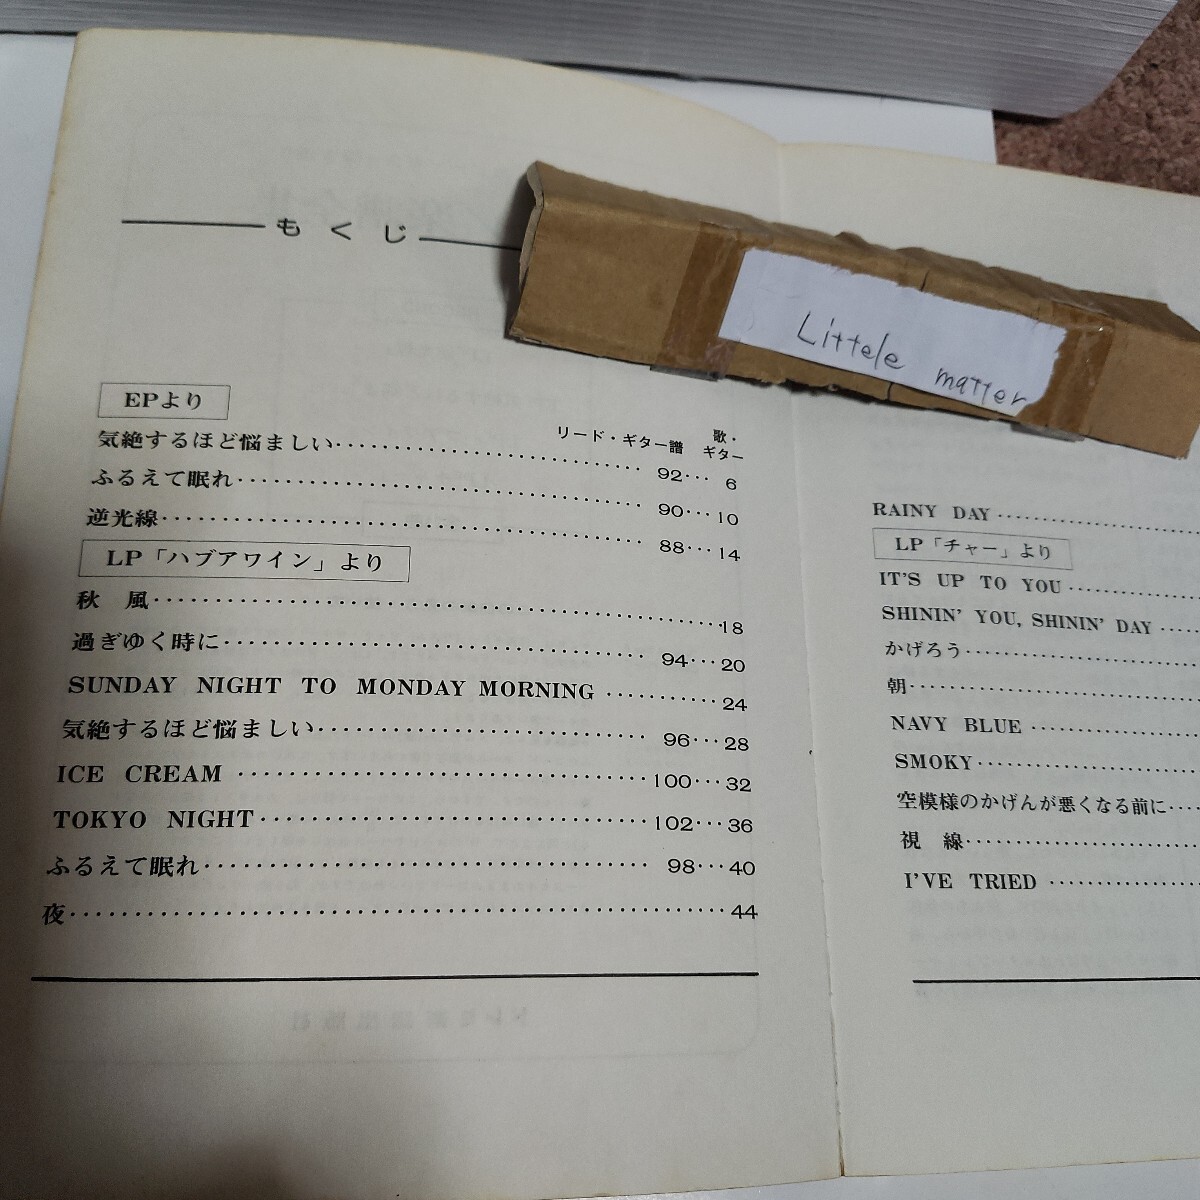 もくじ
Littele matter
EPより
リード・ギター譜 歌・ギター
気絶するほど悩ましい 92 6
ふるえて眠れ 90 10
逆光線 88 14
LP「ハブアワイン」より
秋 風 18
過ぎゆく時に 94 20
SUNDAY NIGHT TO MONDAY MORNING 24
気絶するほど悩ましい 96 28
ICE CREAM 100 32
TOKYO NIGHT 102 36
ふるえて眠れ 98 40
夜 44
RAINY DAY
LP「チャー」より
IT'S UP TO YOU
SHININ' YOU, SHININ' DAY
かげろう
朝
NAVY BLUE
SMOKY
空模様のかげんが悪くなる前に
視 線
I'VE TRIED